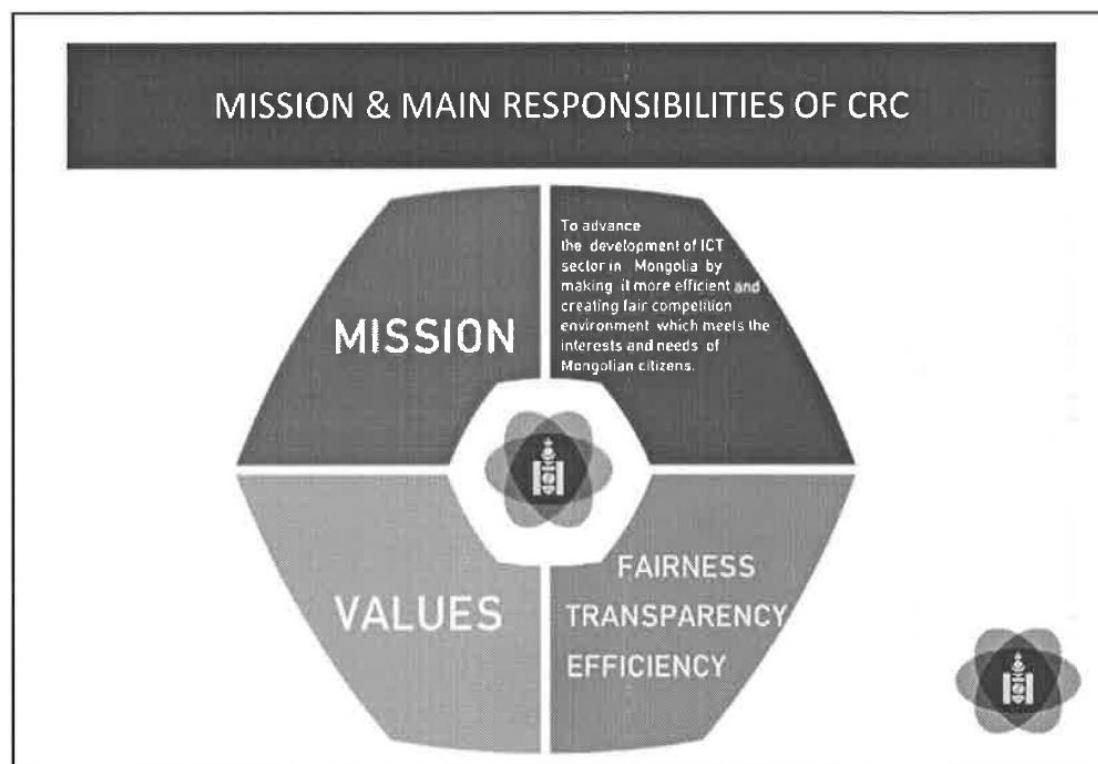 MISSION & MAIN RESPONSIBILITIES OF CRC
MISSION
To advance
the development of ICT
sector in Mongolia by
making it more efficient and
creating fair competition
environment which meets the
interests and needs of
Mongolian citizens.
VALUES
FAIRNESS
TRANSPARENCY
EFFICIENCY